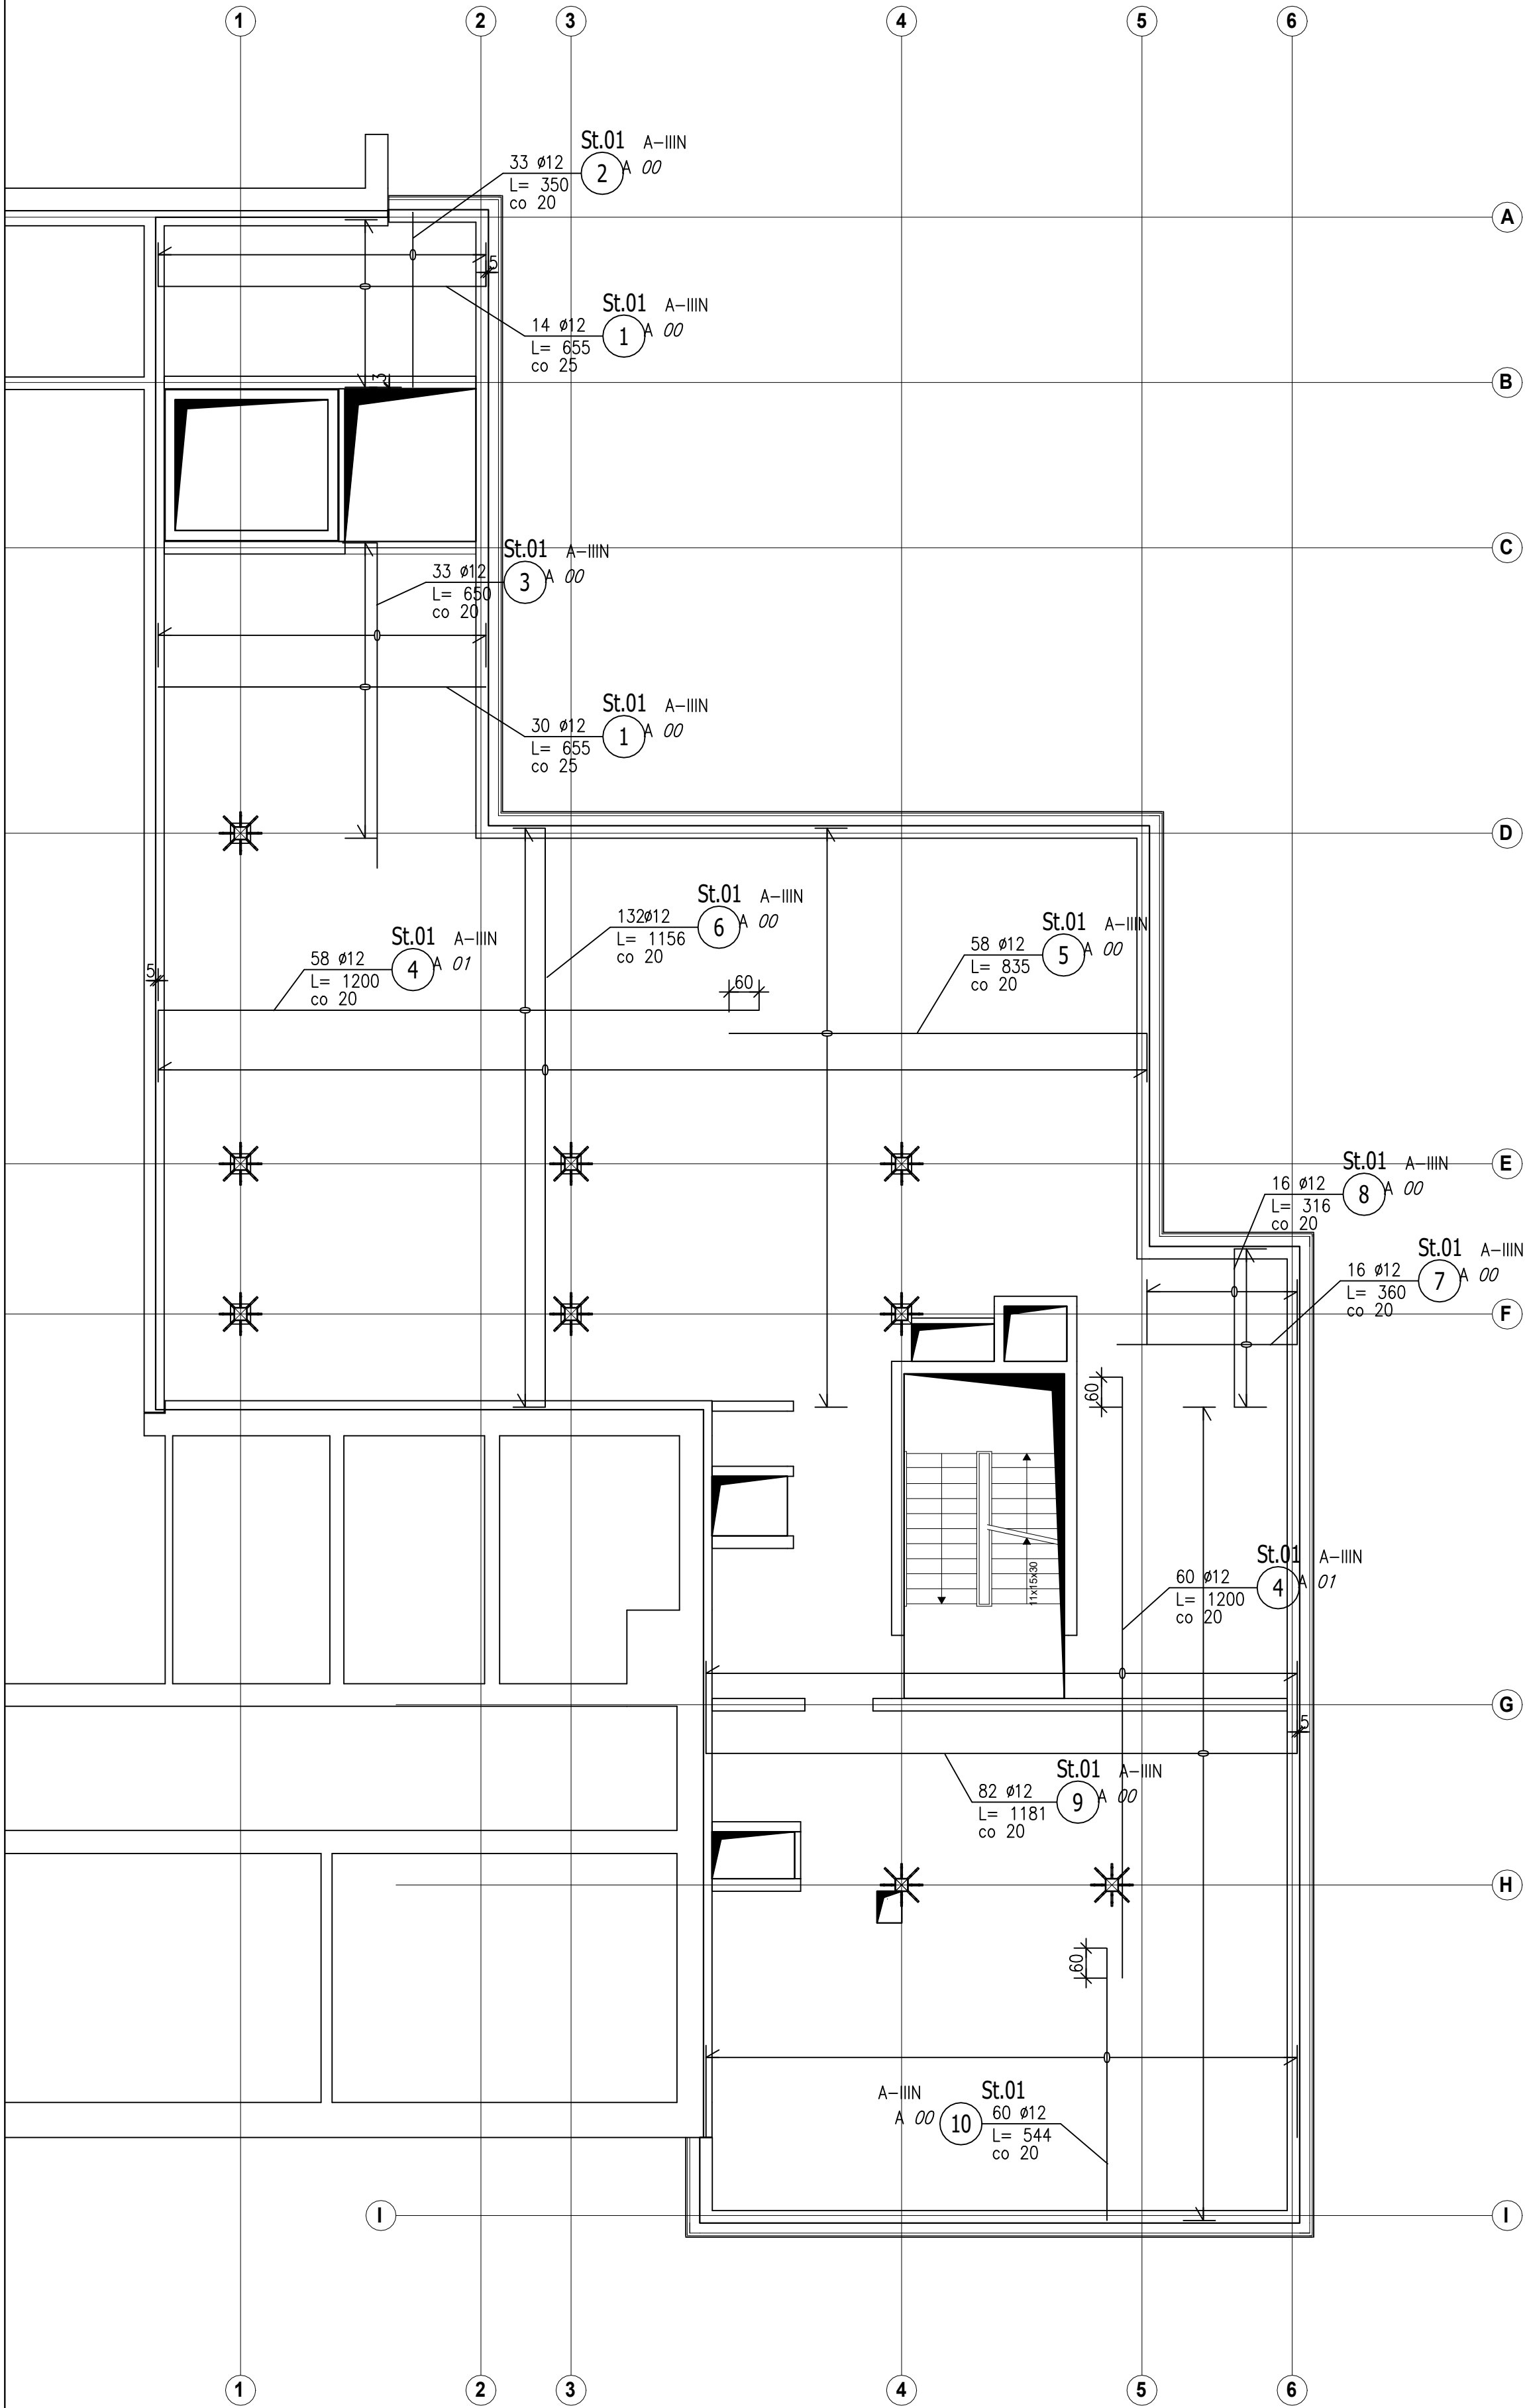 1 2 3 4 5 6
St.01 A-IIIN
33 ø12 2 A 00
L= 350
co 20
A
5
St.01 A-IIIN
14 ø12 1 A 00
L= 655
co 25
3
B
C
St.01 A-IIIN
33 ø12 3 A 00
L= 650
co 20
St.01 A-IIIN
30 ø12 1 A 00
L= 655
co 25
D
St.01 A-IIIN
132ø12 6 A 00
L= 1156
co 20
St.01 A-IIIN
58 ø12 5 A 00
L= 835
co 20
St.01 A-IIIN
58 ø12 4 A 01
L= 1200
co 20
5
60
E
St.01 A-IIIN
16 ø12 8 A 00
L= 316
co 20
St.01 A-IIIN
16 ø12 7 A 00
L= 360
co 20
F
60
11x15x30
St.01 A-IIIN
60 ø12 4 A 01
L= 1200
co 20
G
5
St.01 A-IIIN
82 ø12 9 A 00
L= 1181
co 20
H
60
A-IIIN St.01
A 00 10 60 ø12
L= 544
co 20
I I
1 2 3 4 5 6